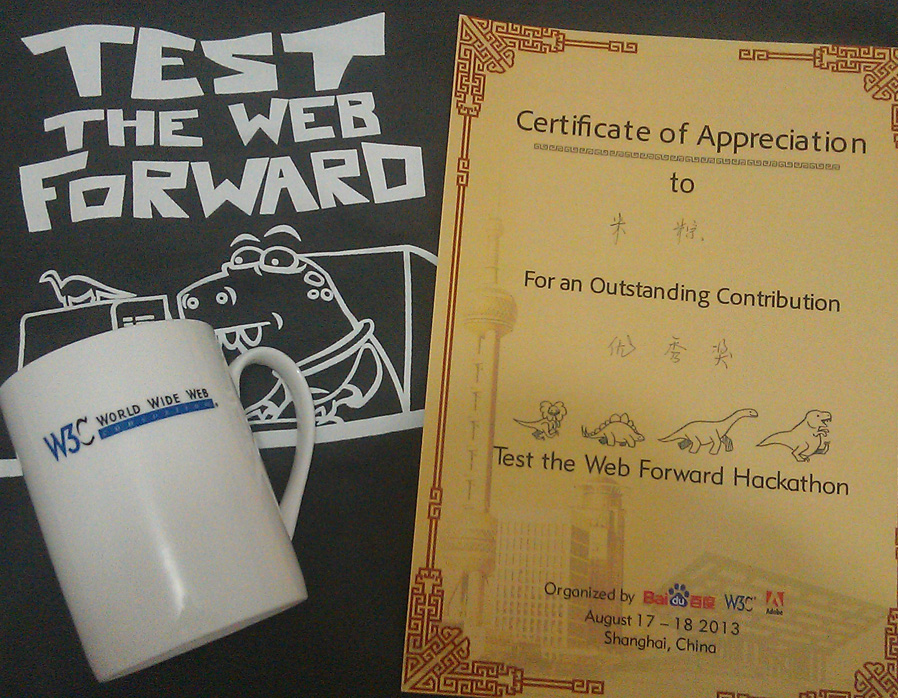 TEST
THE WEB
FORWARD
W3C WORLD WIDE WEB
CONSORTIUM
Certificate of Appreciation
to
米粽
For an Outstanding Contribution
优秀奖
Test the Web Forward Hackathon
Organized by Baidu百度 W3C Adobe
August 17 - 18 2013
Shanghai, China